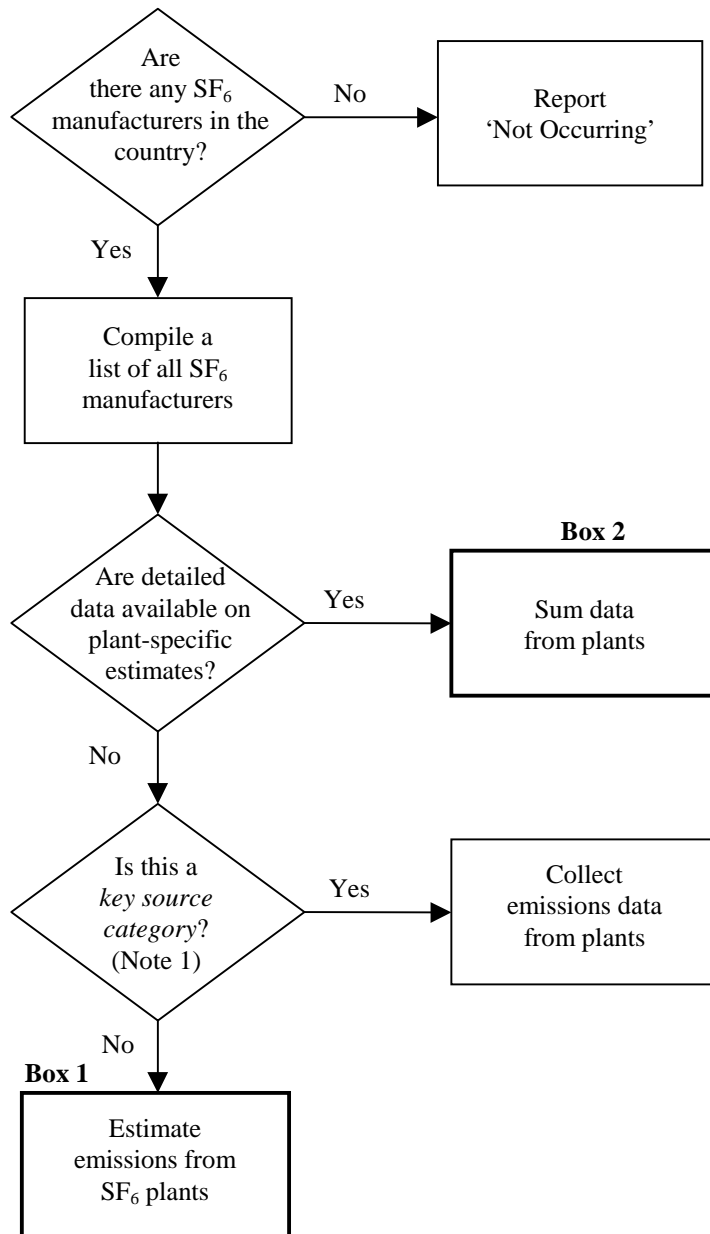 Are
there any SF₆
manufacturers in the
country?
No
Report
‘Not Occurring’
Yes
Compile a
list of all SF₆
manufacturers
Box 2
Are detailed
data available on
plant-specific
estimates?
Yes
Sum data
from plants
No
Is this a
key source
category?
(Note 1)
Yes
Collect
emissions data
from plants
No
Box 1
Estimate
emissions from
SF₆ plants